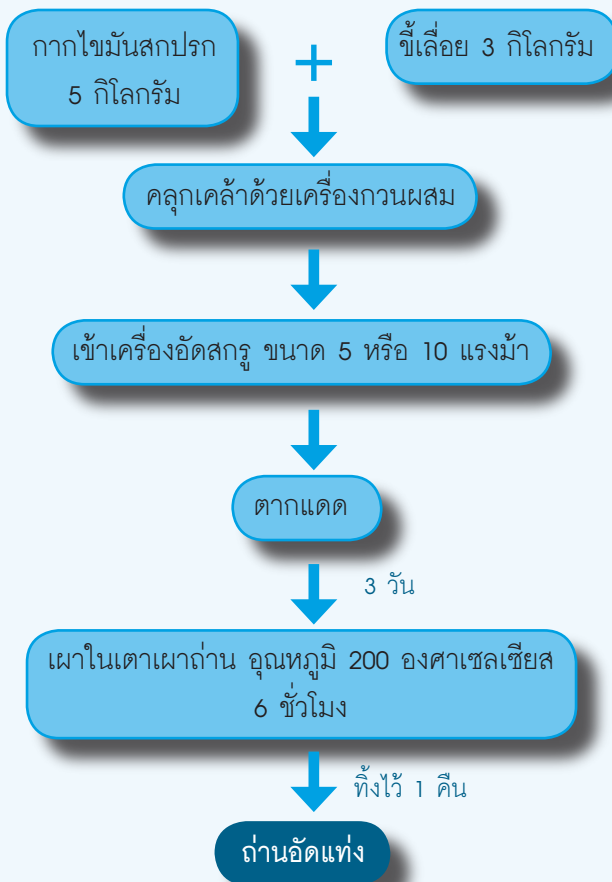 กากไขมันสกปรก
5 กิโลกรัม
+
ขี้เลื่อย 3 กิโลกรัม
คลุกเคล้าด้วยเครื่องกวนผสม
เข้าเครื่องอัดสกรู ขนาด 5 หรือ 10 แรงม้า
ตากแดด
3 วัน
เผาในเตาเผาถ่าน อุณหภูมิ 200 องศาเซลเซียส
6 ชั่วโมง
ทิ้งไว้ 1 คืน
ถ่านอัดแท่ง